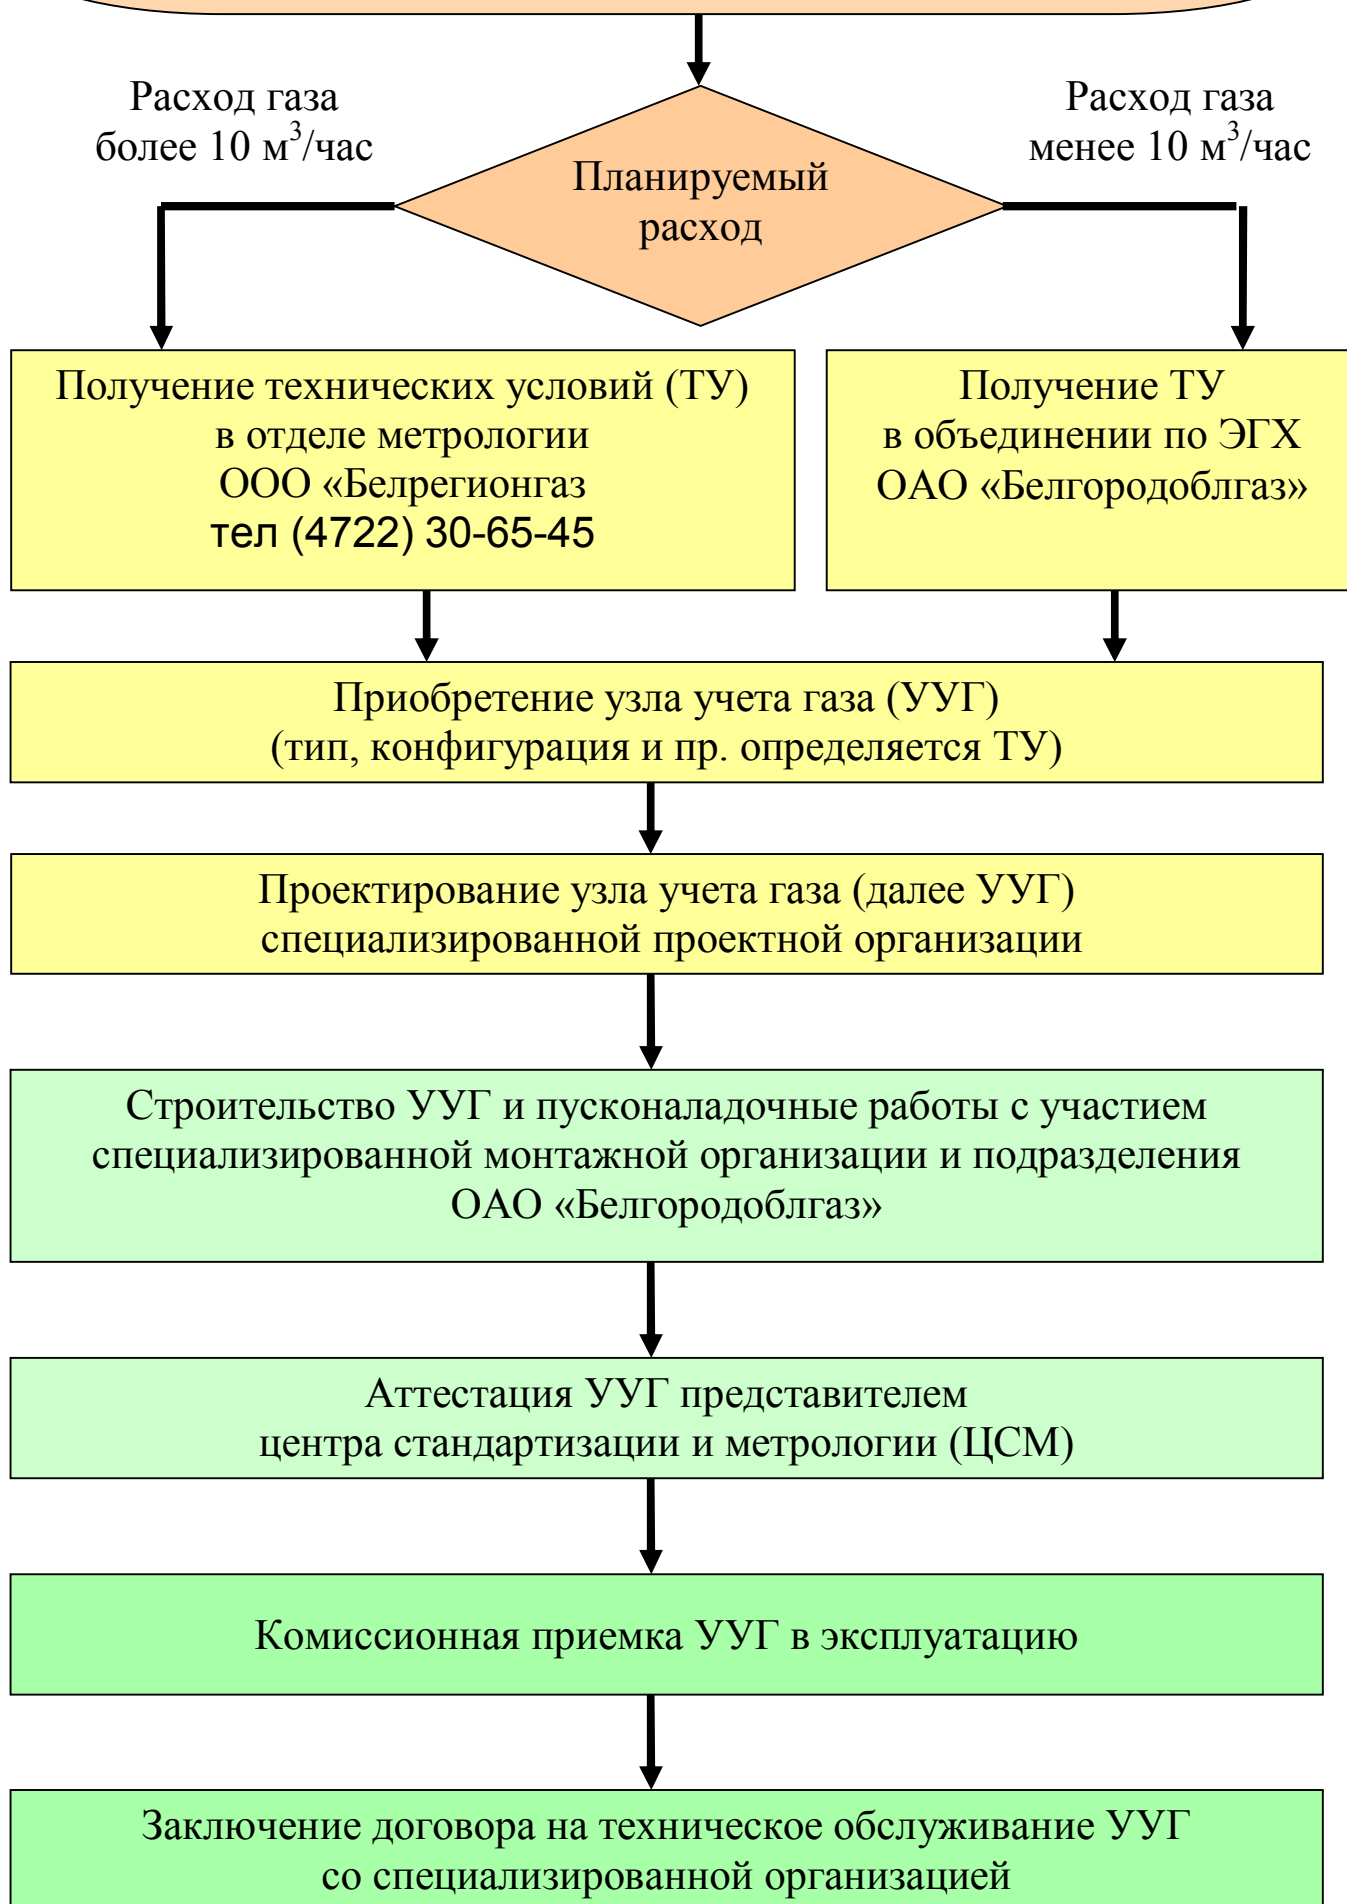 Расход газа
более 10 м³/час
Расход газа
менее 10 м³/час
Планируемый
расход
Получение технических условий (ТУ)
в отделе метрологии
ООО «Белрегионгаз
тел (4722) 30-65-45
Получение ТУ
в объединении по ЭГХ
ОАО «Белгородоблгаз»
Приобретение узла учета газа (УУГ)
(тип, конфигурация и пр. определяется ТУ)
Проектирование узла учета газа (далее УУГ)
специализированной проектной организации
Строительство УУГ и пусконаладочные работы с участием
специализированной монтажной организации и подразделения
ОАО «Белгородоблгаз»
Аттестация УУГ представителем
центра стандартизации и метрологии (ЦСМ)
Комиссионная приемка УУГ в эксплуатацию
Заключение договора на техническое обслуживание УУГ
со специализированной организацией